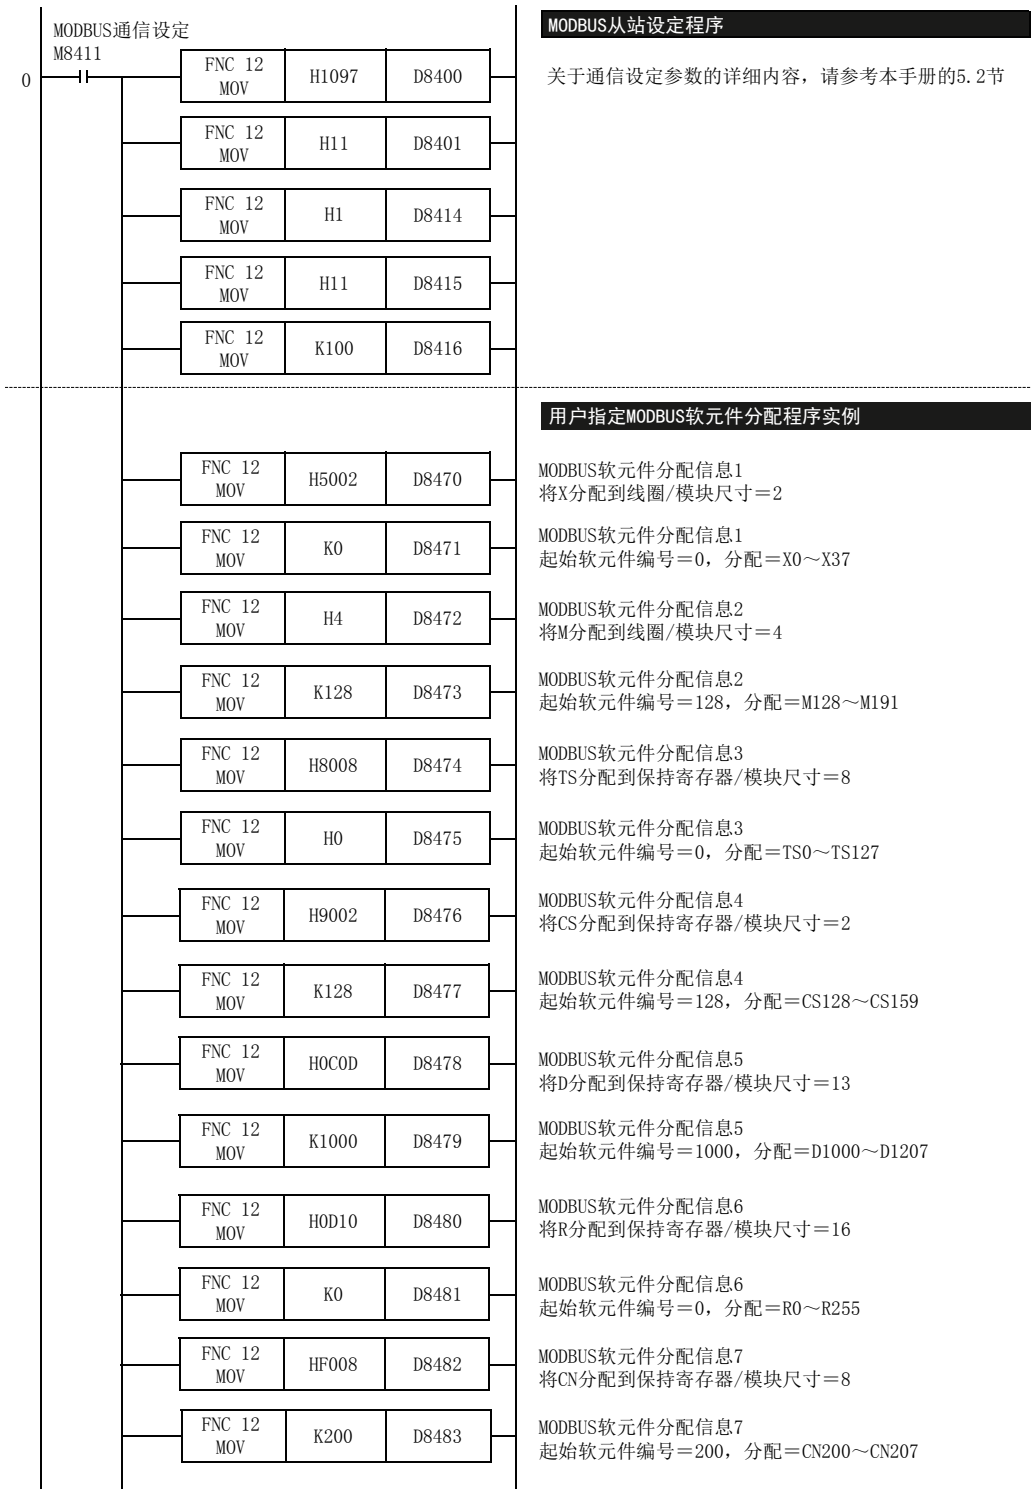 MODBUS通信设定
MODBUS从站设定程序
M8411
0
FNC 12
MOV
H1097
D8400
关于通信设定参数的详细内容，请参考本手册的5.2节
FNC 12
MOV
H11
D8401
FNC 12
MOV
H1
D8414
FNC 12
MOV
H11
D8415
FNC 12
MOV
K100
D8416
用户指定MODBUS软元件分配程序实例
FNC 12
MOV
H5002
D8470
MODBUS软元件分配信息1
将X分配到线圈/模块尺寸＝2
FNC 12
MOV
K0
D8471
MODBUS软元件分配信息1
起始软元件编号＝0，分配＝X0～X37
FNC 12
MOV
H4
D8472
MODBUS软元件分配信息2
将M分配到线圈/模块尺寸＝4
FNC 12
MOV
K128
D8473
MODBUS软元件分配信息2
起始软元件编号＝128，分配＝M128～M191
FNC 12
MOV
H8008
D8474
MODBUS软元件分配信息3
将TS分配到保持寄存器/模块尺寸＝8
FNC 12
MOV
H0
D8475
MODBUS软元件分配信息3
起始软元件编号＝0，分配＝TS0～TS127
FNC 12
MOV
H9002
D8476
MODBUS软元件分配信息4
将CS分配到保持寄存器/模块尺寸＝2
FNC 12
MOV
K128
D8477
MODBUS软元件分配信息4
起始软元件编号＝128，分配＝CS128～CS159
FNC 12
MOV
H0C0D
D8478
MODBUS软元件分配信息5
将D分配到保持寄存器/模块尺寸＝13
FNC 12
MOV
K1000
D8479
MODBUS软元件分配信息5
起始软元件编号＝1000，分配＝D1000～D1207
FNC 12
MOV
H0D10
D8480
MODBUS软元件分配信息6
将R分配到保持寄存器/模块尺寸＝16
FNC 12
MOV
K0
D8481
MODBUS软元件分配信息6
起始软元件编号＝0，分配＝R0～R255
FNC 12
MOV
HF008
D8482
MODBUS软元件分配信息7
将CN分配到保持寄存器/模块尺寸＝8
FNC 12
MOV
K200
D8483
MODBUS软元件分配信息7
起始软元件编号＝200，分配＝CN200～CN207